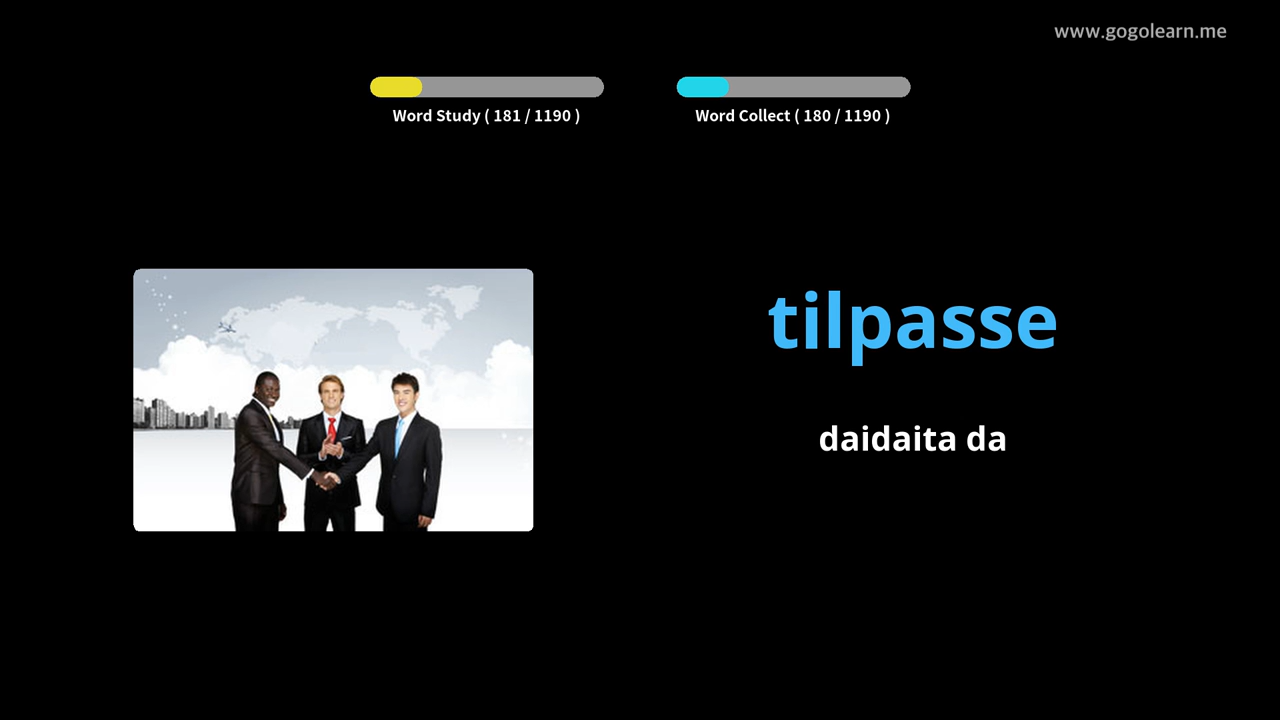 www.gogolearn.me
Word Study ( 181 / 1190 )
Word Collect ( 180 / 1190 )
tilpasse
daidaita da